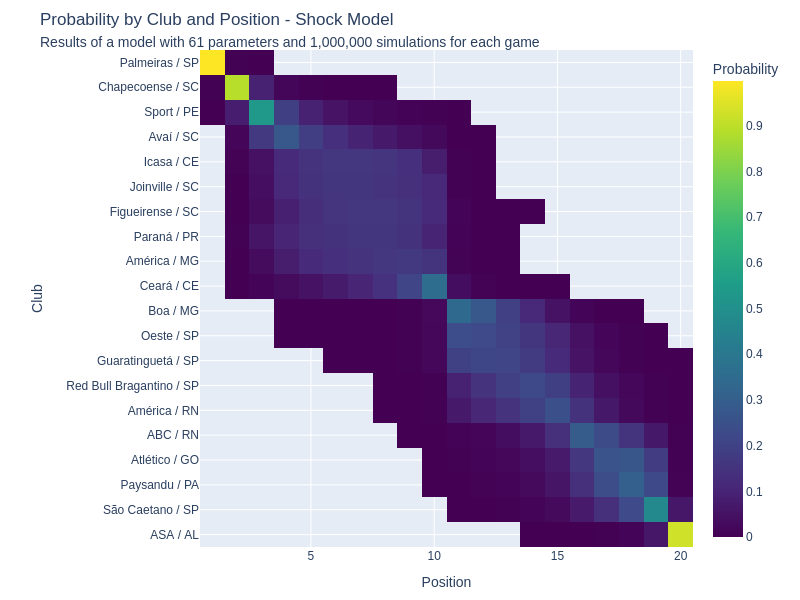 Probability by Club and Position - Shock Model
Results of a model with 61 parameters and 1,000,000 simulations for each game
Probability
Palmeiras / SP
Chapecoense / SC
Sport / PE
Avaí / SC
Icasa / CE
Joinville / SC
Figueirense / SC
Paraná / PR
América / MG
Ceará / CE
Boa / MG
Oeste / SP
Guaratinguetá / SP
Red Bull Bragantino / SP
América / RN
ABC / RN
Atlético / GO
Paysandu / PA
São Caetano / SP
ASA / AL
Club
5
10
15
20
Position
0.9
0.8
0.7
0.6
0.5
0.4
0.3
0.2
0.1
0